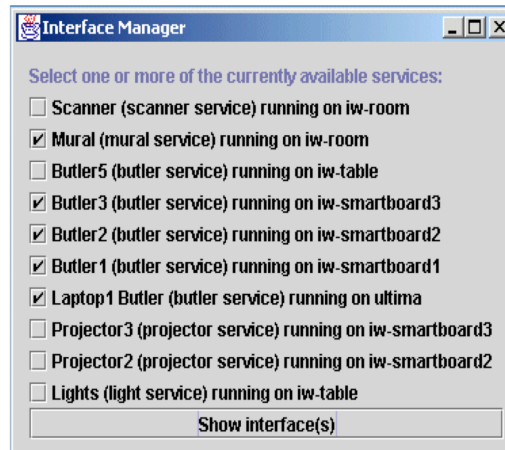 Interface Manager
Select one or more of the currently available services:
Scanner (scanner service) running on iw-room
Mural (mural service) running on iw-room
Butler5 (butler service) running on iw-table
Butler3 (butler service) running on iw-smartboard3
Butler2 (butler service) running on iw-smartboard2
Butler1 (butler service) running on iw-smartboard1
Laptop1 Butler (butler service) running on ultima
Projector3 (projector service) running on iw-smartboard3
Projector2 (projector service) running on iw-smartboard2
Lights (light service) running on iw-table
Show interface(s)